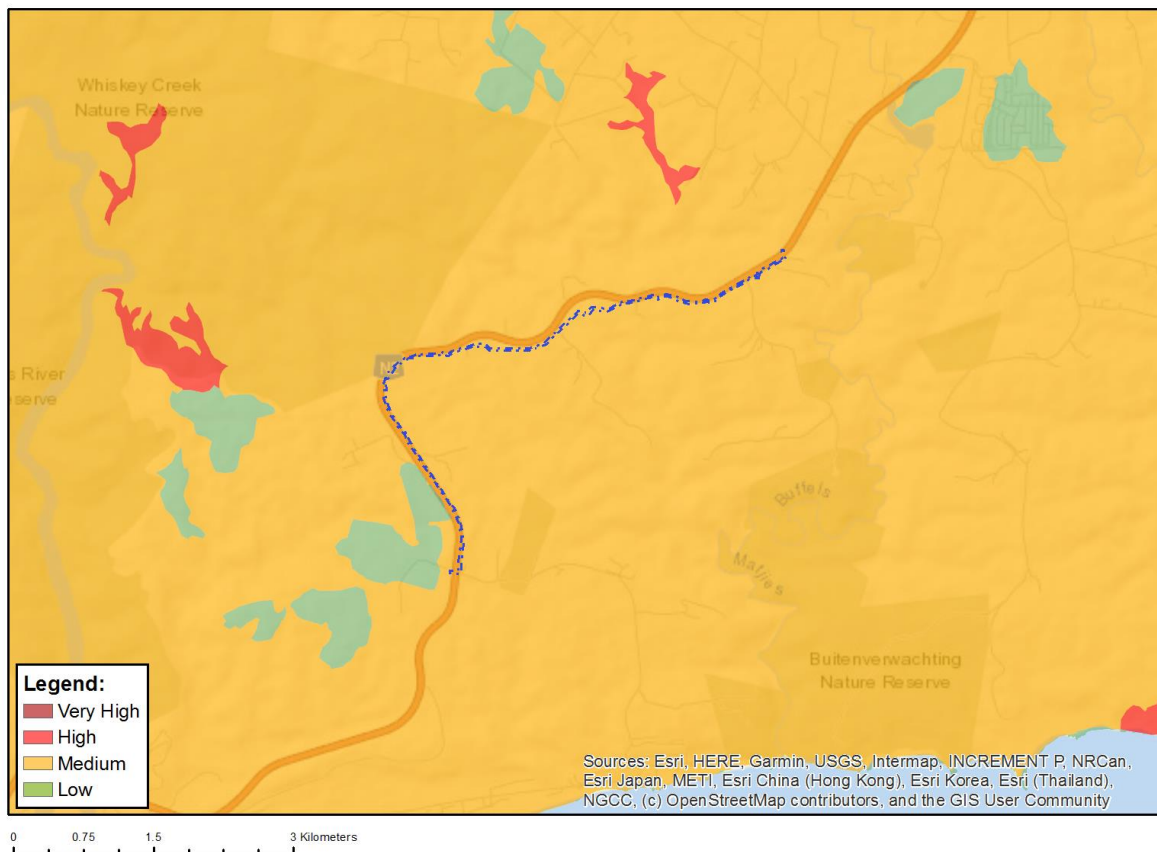 Whiskey Creek
Nature Reserve
s River
serve
N2
Buffels
Matjies
Buitenverwachting
Nature Reserve
Legend:
Very High
High
Medium
Low
Sources: Esri, HERE, Garmin, USGS, Intermap, INCREMENT P, NRCan,
Esri Japan, METI, Esri China (Hong Kong), Esri Korea, Esri (Thailand),
NGCC, (c) OpenStreetMap contributors, and the GIS User Community
0 0.75 1.5 3 Kilometers